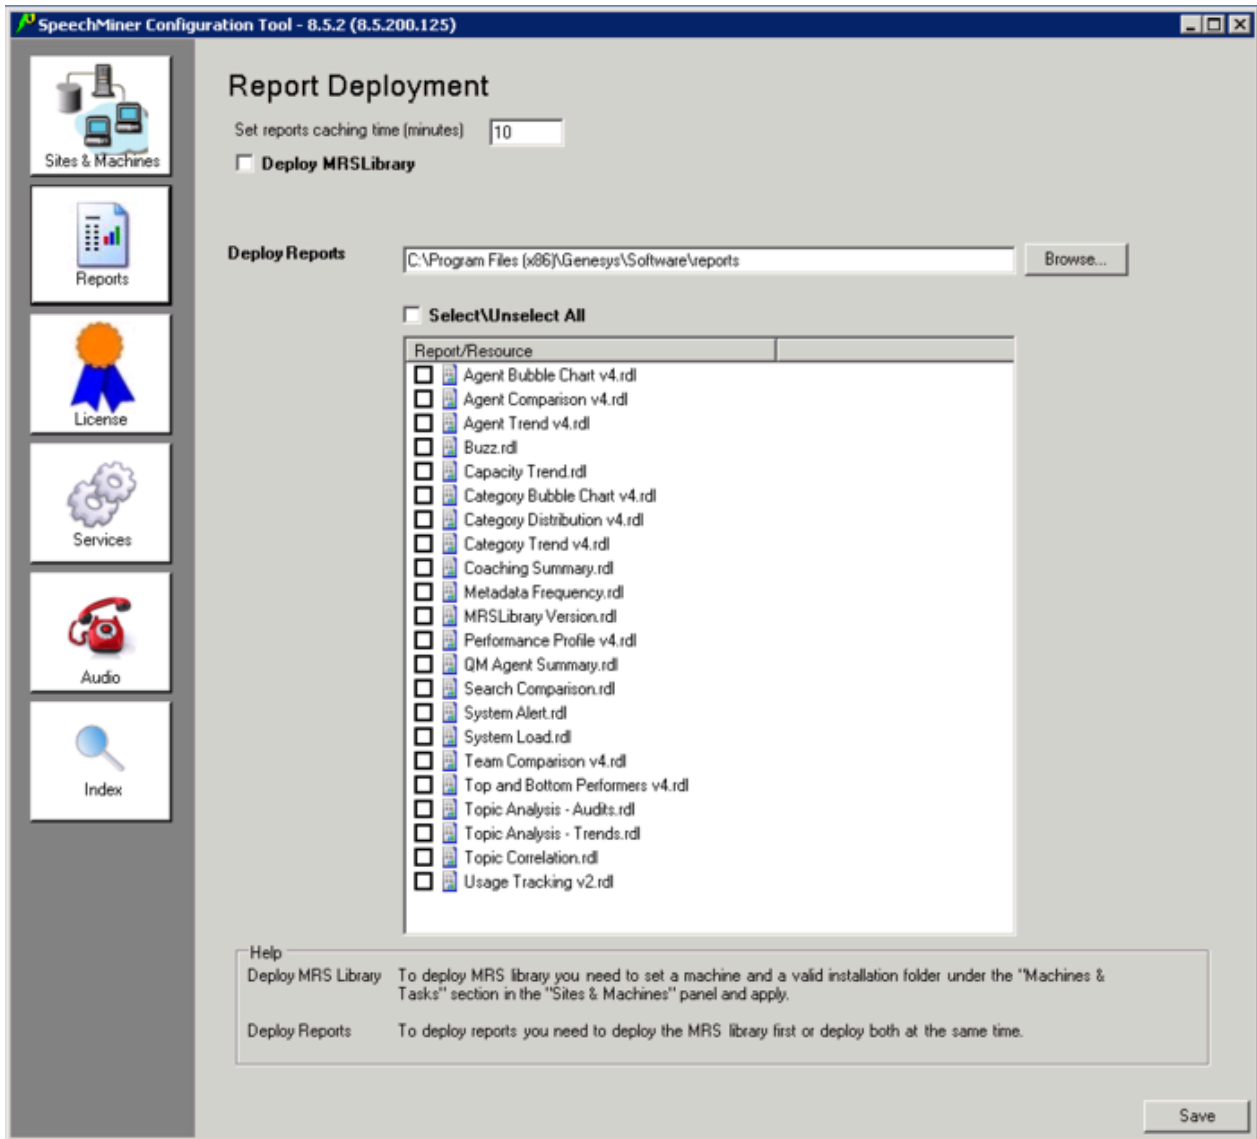 SpeechMiner Configuration Tool - 8.5.2 (8.5.200.125)
Sites & Machines
Reports
License
Services
Audio
Index
Report Deployment
Set reports caching time (minutes) 10
Deploy MRSLibrary
Deploy Reports C:\Program Files (x86)\Genesys\Software\reports Browse...
Select\Unselect All
Report/Resource
Agent Bubble Chart v4.rdl
Agent Comparison v4.rdl
Agent Trend v4.rdl
Buzz.rdl
Capacity Trend.rdl
Category Bubble Chart v4.rdl
Category Distribution v4.rdl
Category Trend v4.rdl
Coaching Summary.rdl
Metadata Frequency.rdl
MRSLibrary Version.rdl
Performance Profile v4.rdl
QM Agent Summary.rdl
Search Comparison.rdl
System Alert.rdl
System Load.rdl
Team Comparison v4.rdl
Top and Bottom Performers v4.rdl
Topic Analysis - Audits.rdl
Topic Analysis - Trends.rdl
Topic Correlation.rdl
Usage Tracking v2.rdl
Help
Deploy MRS Library To deploy MRS library you need to set a machine and a valid installation folder under the "Machines &
Tasks" section in the "Sites & Machines" panel and apply.
Deploy Reports To deploy reports you need to deploy the MRS library first or deploy both at the same time.
Save